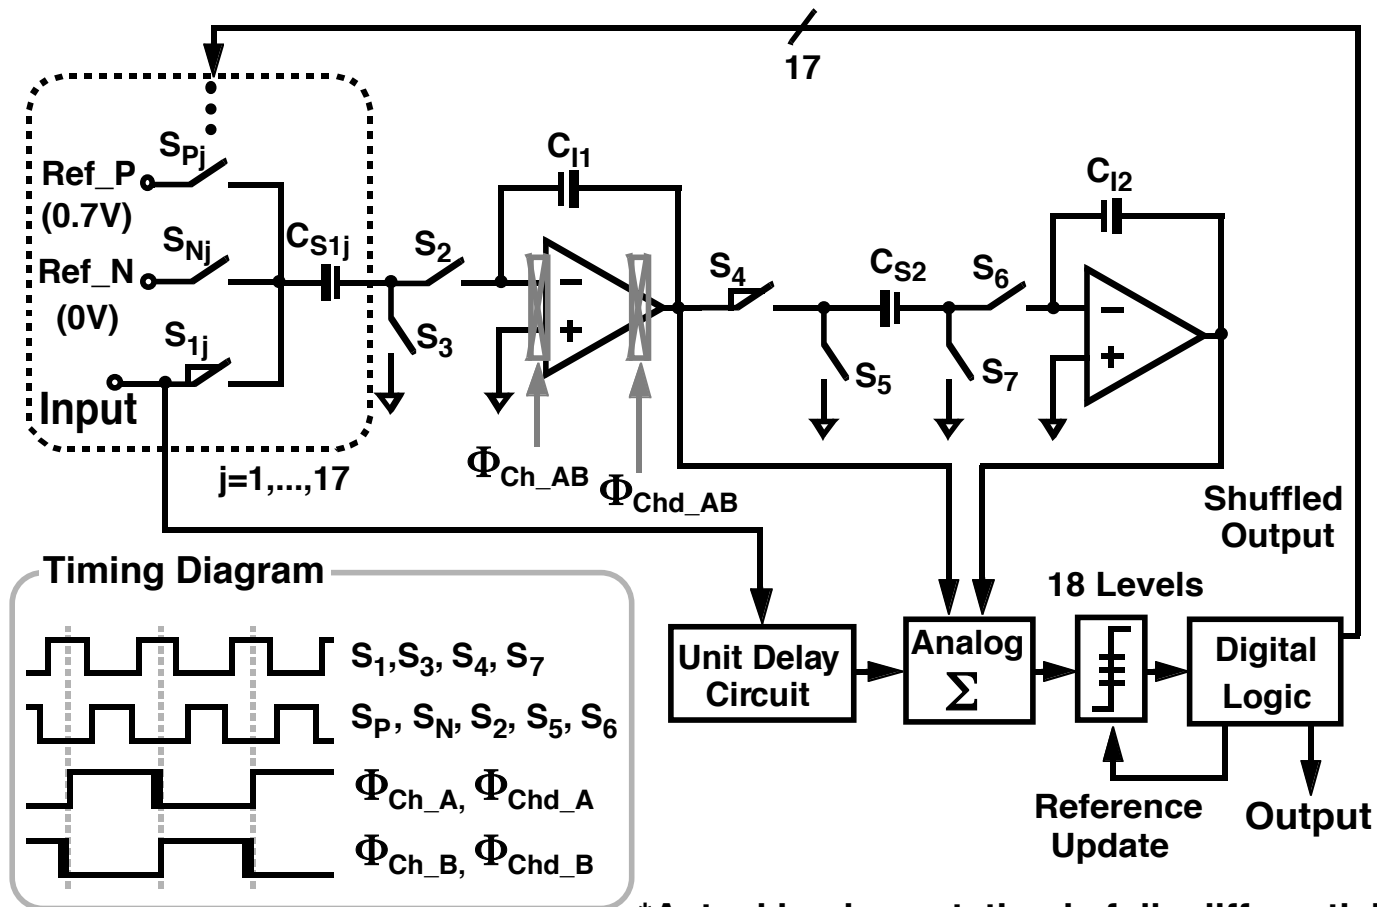 17
S_Pj
Ref_P
(0.7V)
S_Nj
Ref_N
(0V)
S_1j
Input
j=1,...,17
C_S1j
S_2
S_3
C_I1
−
+
Φ_Ch_AB
Φ_Chd_AB
S_4
S_5
C_S2
S_6
S_7
C_I2
−
+
Shuffled
Output
18 Levels
Unit Delay
Circuit
Analog
Σ
Digital
Logic
Reference
Update
Output
Timing Diagram
S_1,S_3, S_4, S_7
S_P, S_N, S_2, S_5, S_6
Φ_Ch_A, Φ_Chd_A
Φ_Ch_B, Φ_Chd_B